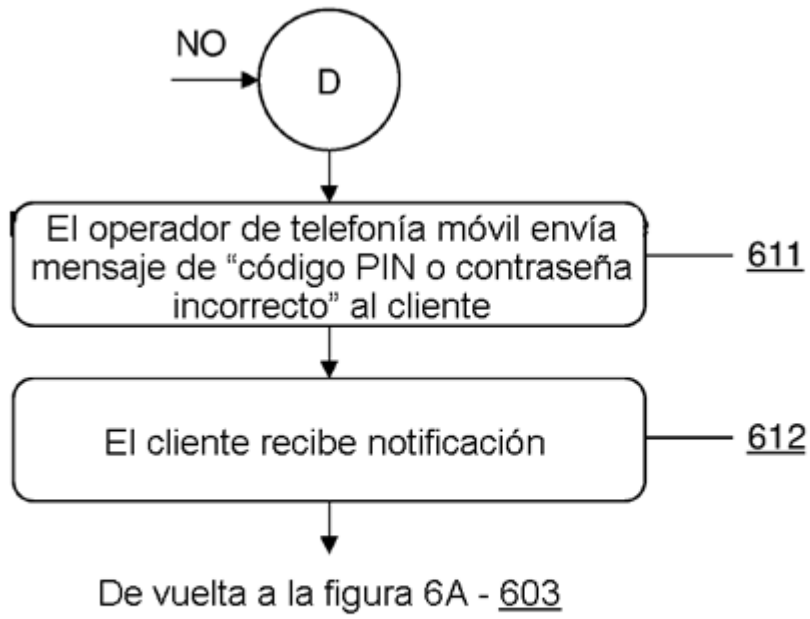 NO
D
El operador de telefonía móvil envía
mensaje de “código PIN o contraseña
incorrecto” al cliente
611
El cliente recibe notificación
612
De vuelta a la figura 6A - 603